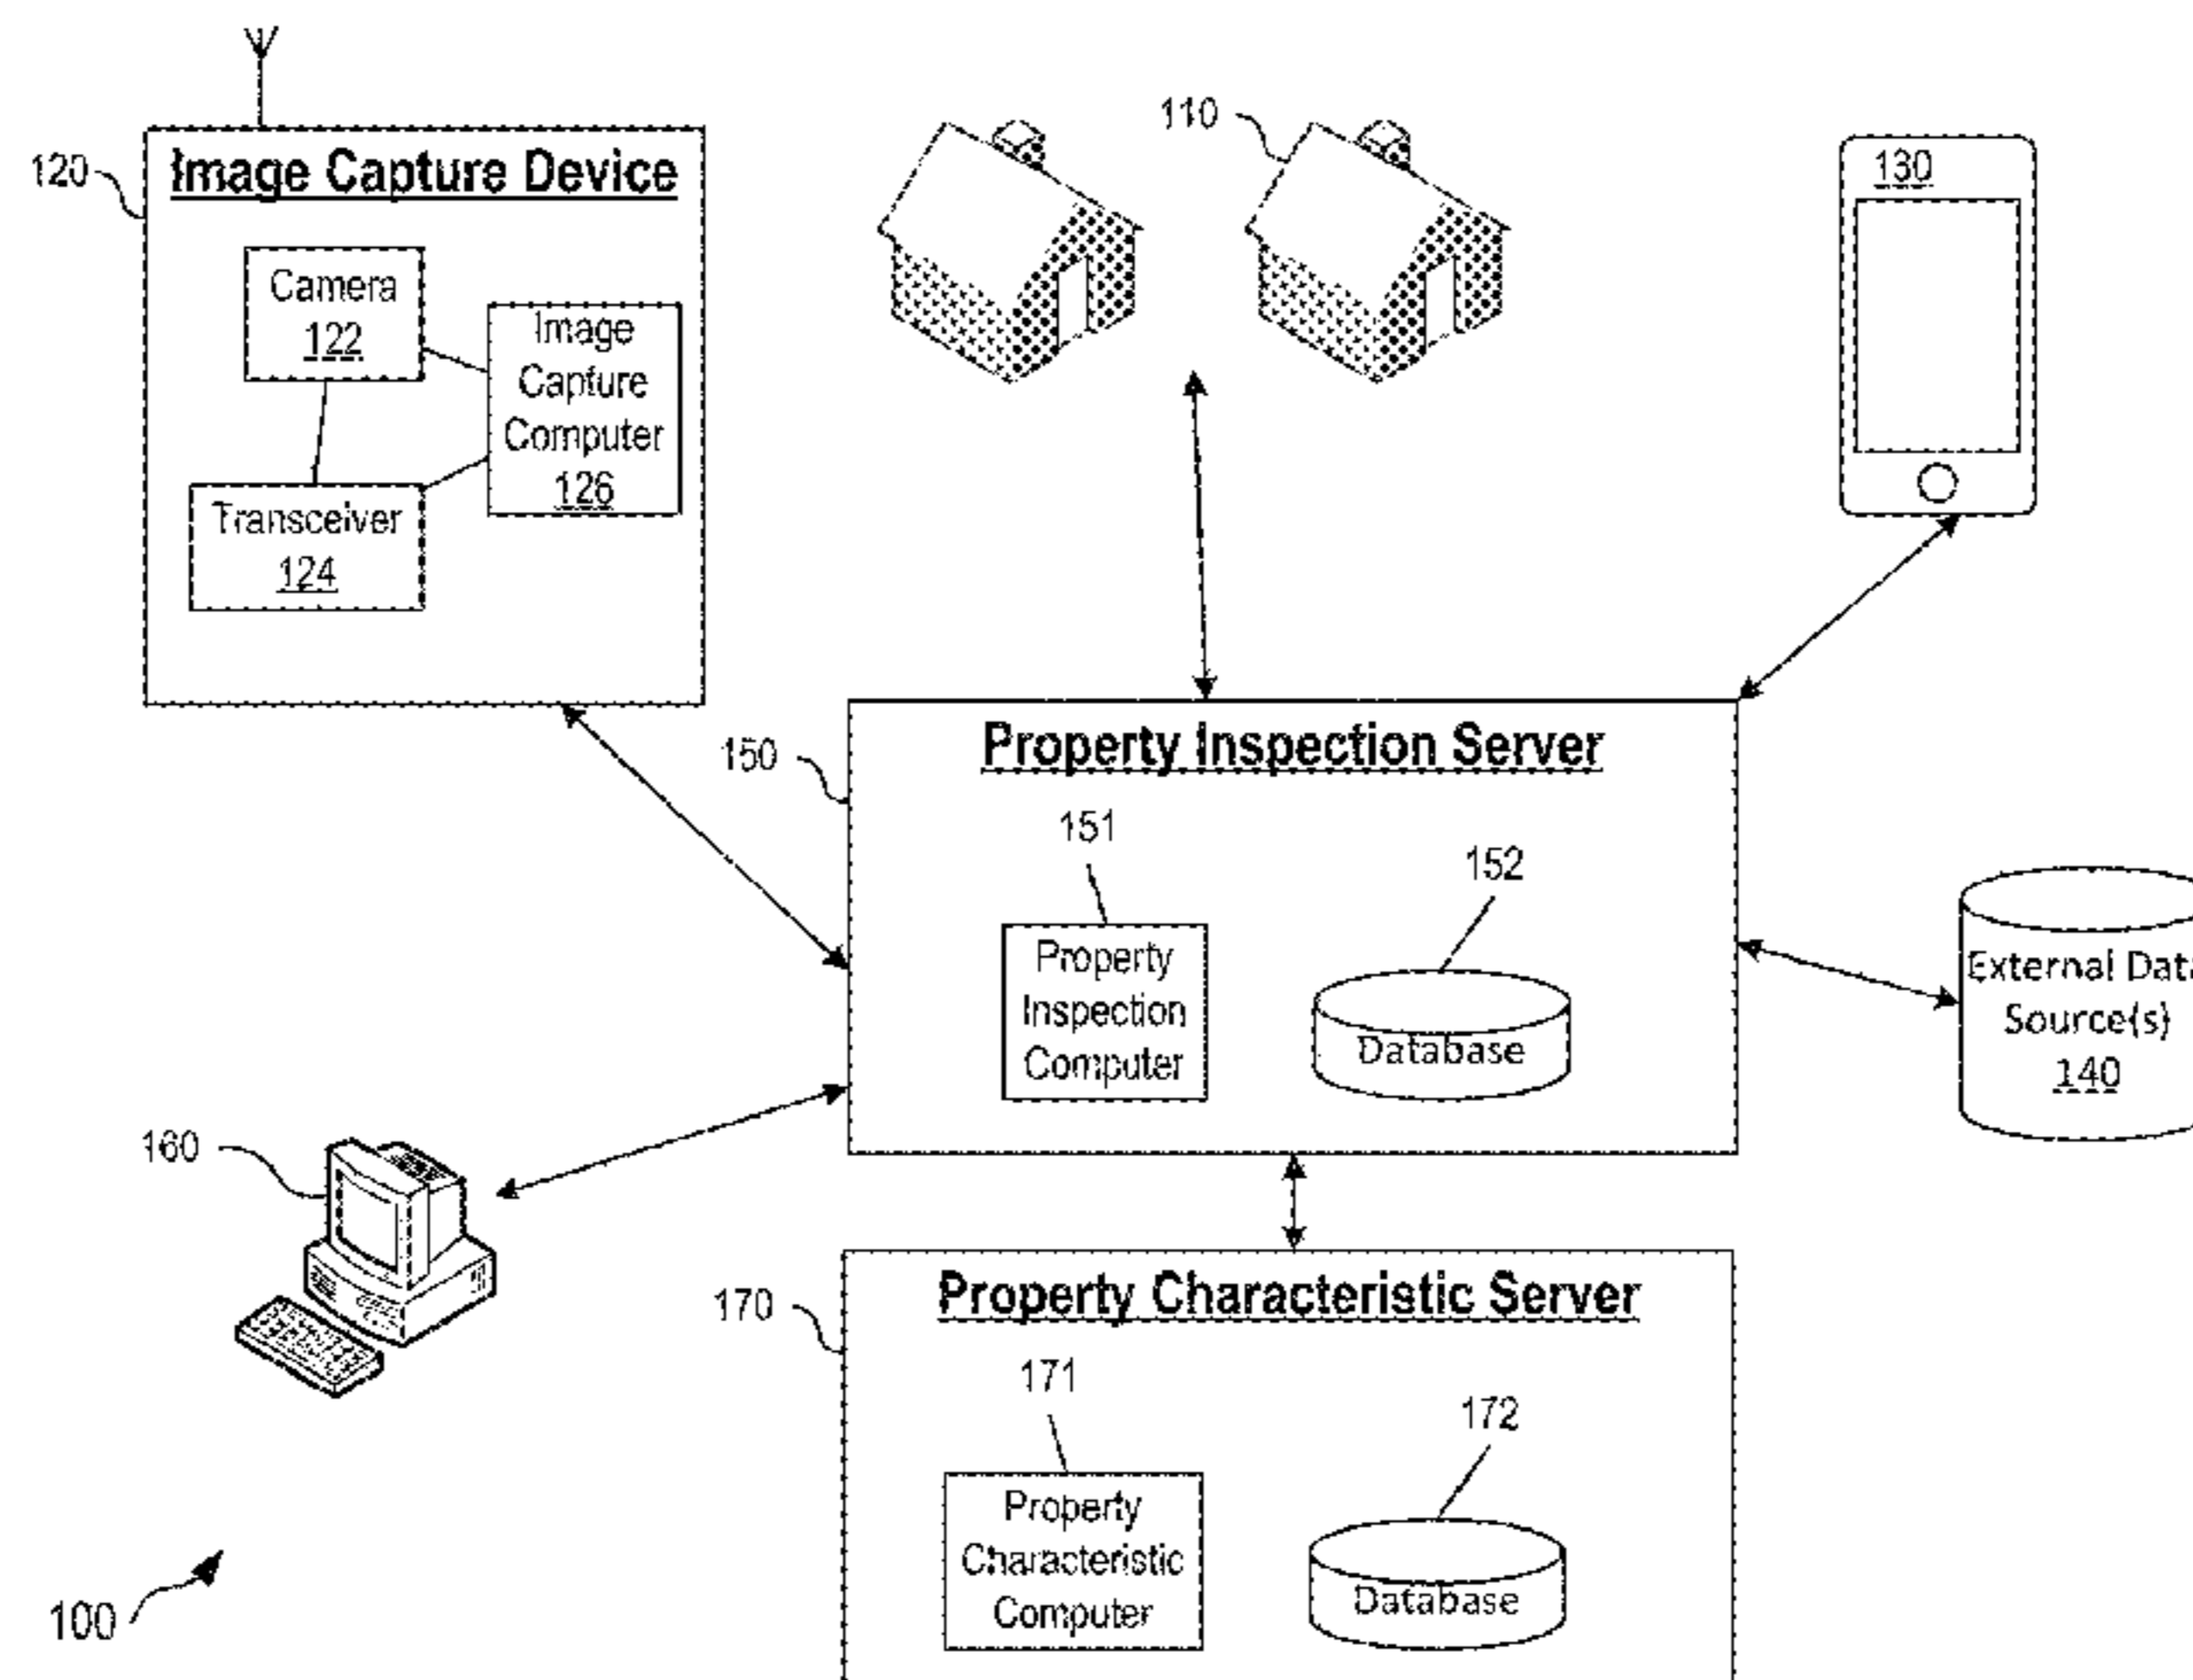 120
Image Capture Device
Camera
122
Image
Capture
Computer
126
Transceiver
124
110
130
150
Property Inspection Server
151
Property
Inspection
Computer
152
Database
External Dat
Source(s)
140
160
170
Property Characteristic Server
171
Property
Characteristic
Computer
172
Database
100